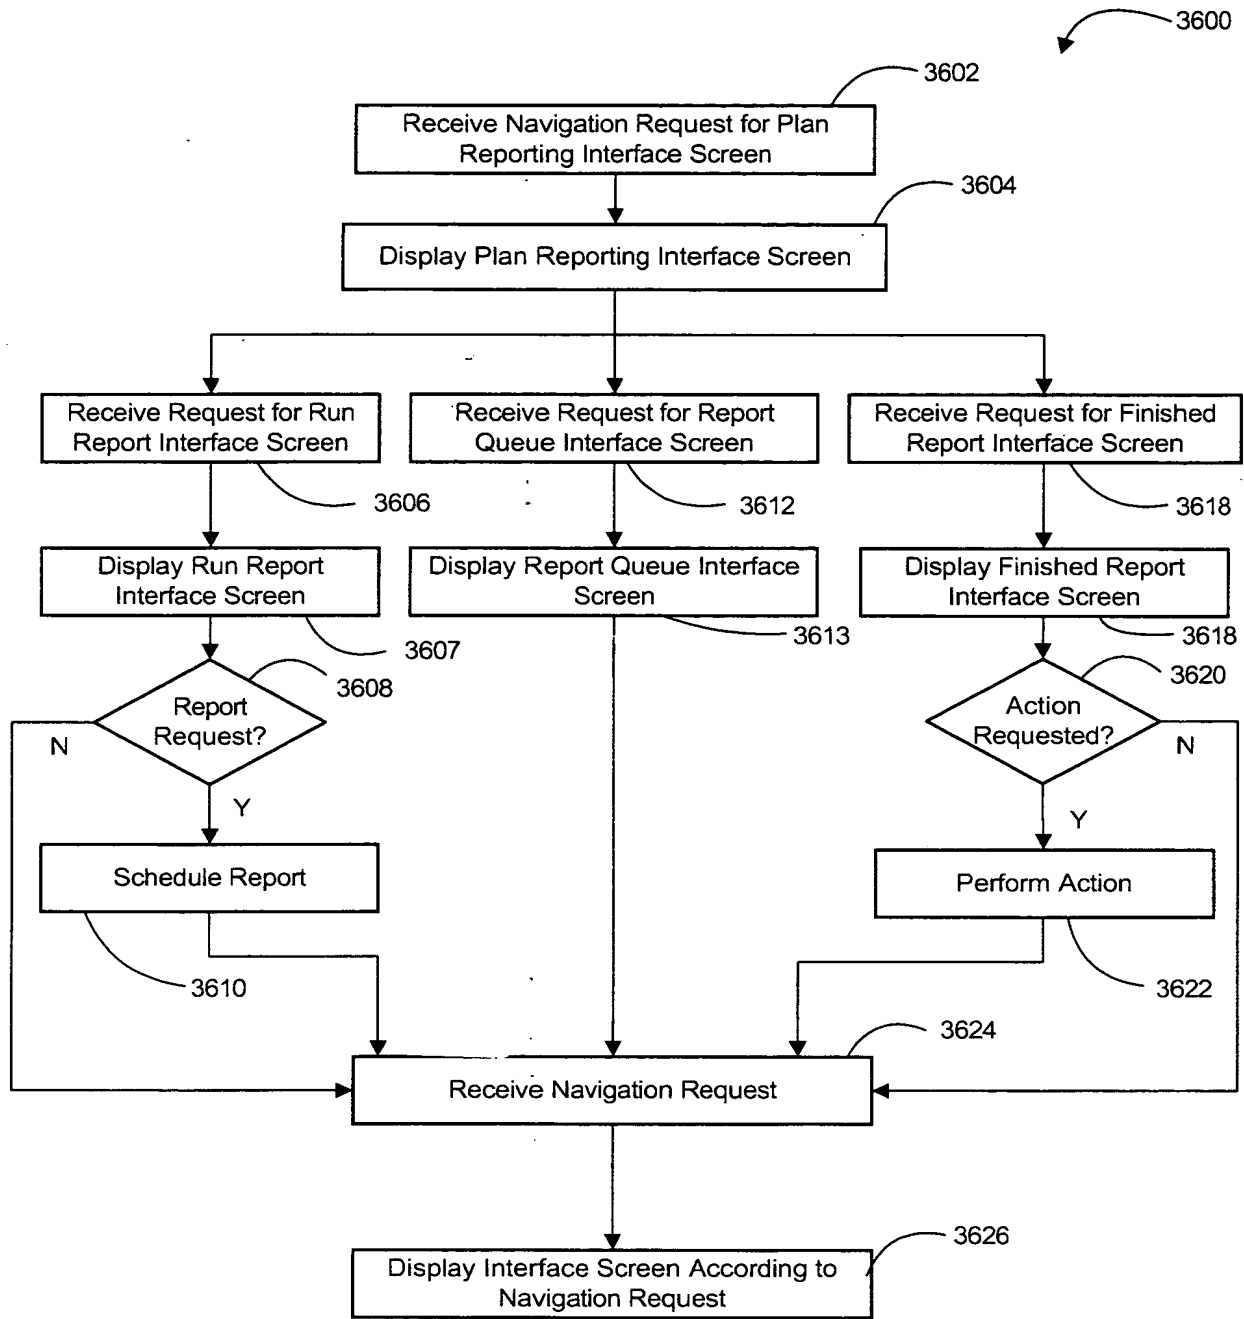 3600
3602
Receive Navigation Request for Plan
Reporting Interface Screen
3604
Display Plan Reporting Interface Screen
Receive Request for Run
Report Interface Screen
3606
Receive Request for Report
Queue Interface Screen
3612
Receive Request for Finished
Report Interface Screen
3618
Display Run Report
Interface Screen
3607
Display Report Queue Interface
Screen
3613
Display Finished Report
Interface Screen
3618
3608
Report
Request?
N
Y
3620
Action
Requested?
N
Y
Schedule Report
3610
Perform Action
3622
3624
Receive Navigation Request
3626
Display Interface Screen According to
Navigation Request